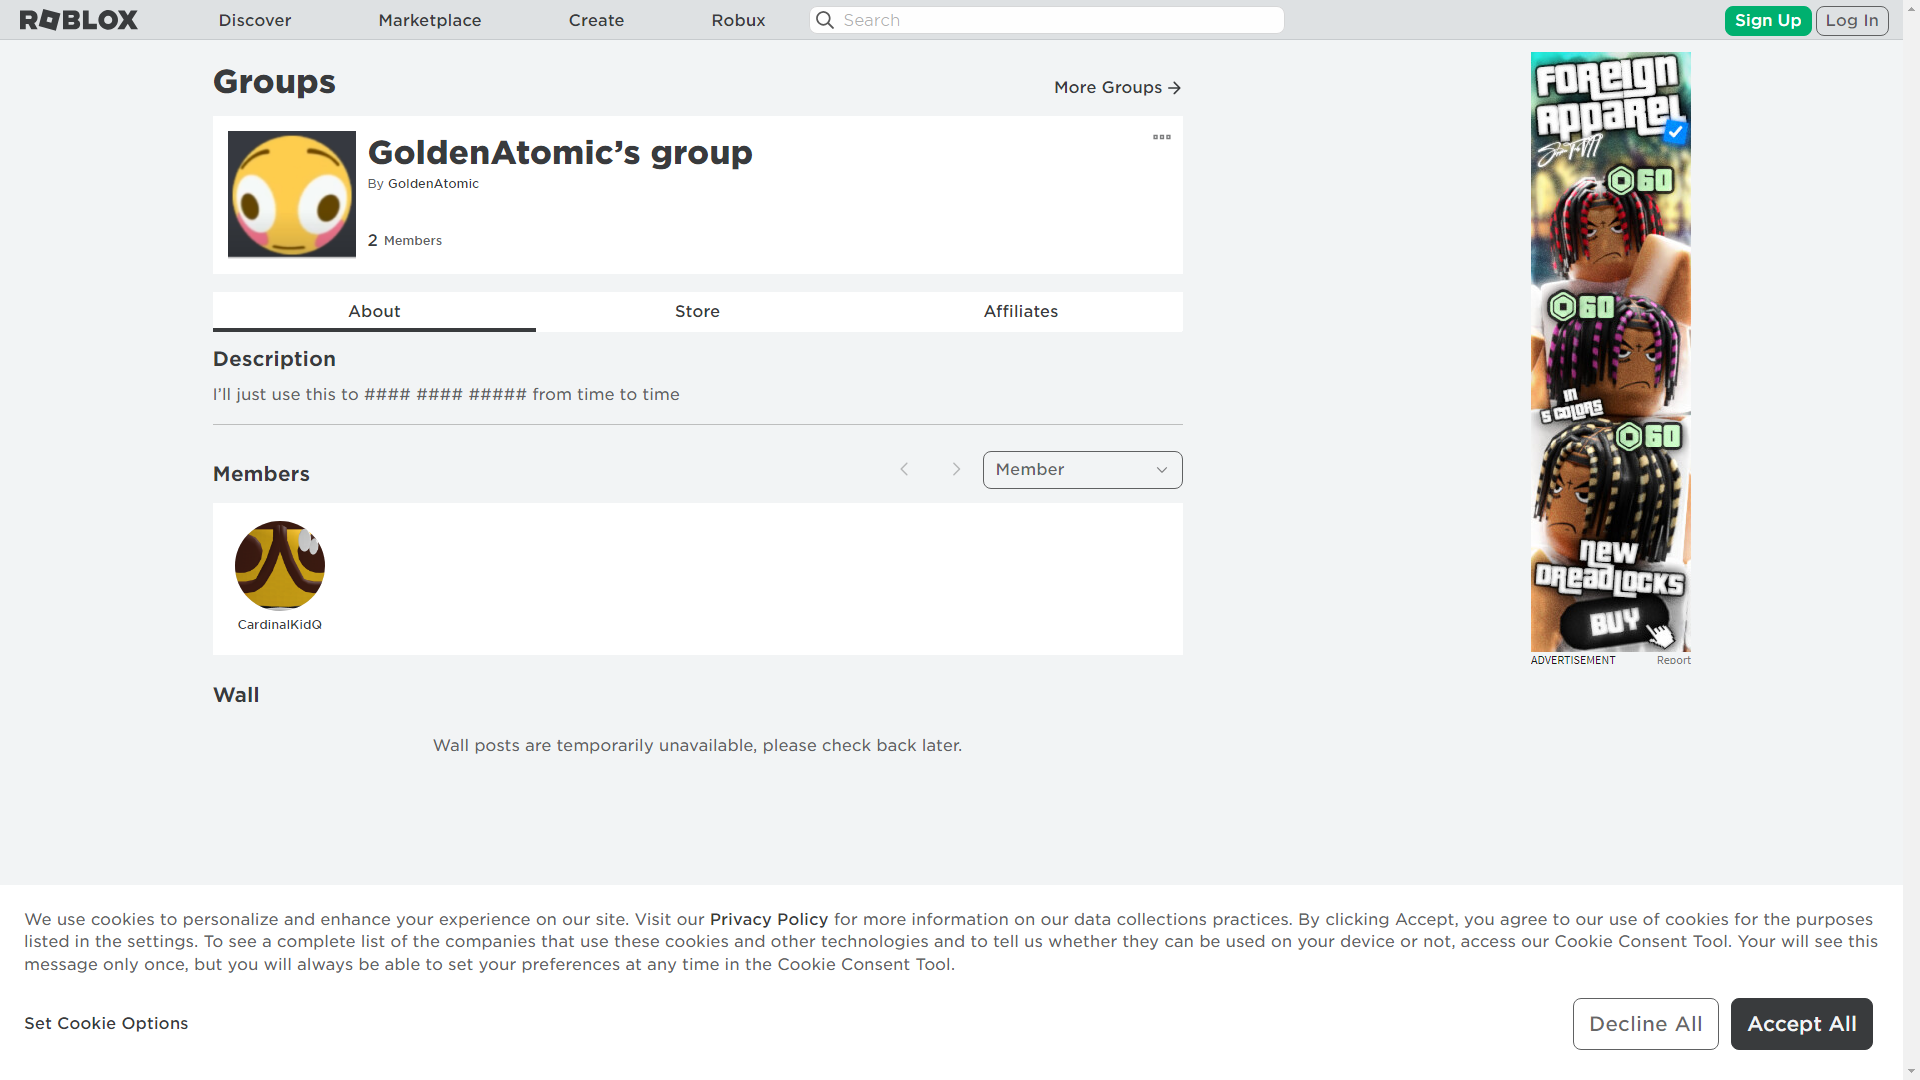 ROBLOX
Discover
Marketplace
Create
Robux
Search
Sign Up
Log In
Groups
More Groups
GoldenAtomic's group
By GoldenAtomic
2 Members
About
Store
Affiliates
Description
I'll just use this to #### #### ##### from time to time
Members
Member
CardinalKidQ
Wall
Wall posts are temporarily unavailable, please check back later.
FOREIGN
APPAREL
60
60
IN
5 COLORS
60
NEW
DREADLOCKS
BUY
ADVERTISEMENT
Report
We use cookies to personalize and enhance your experience on our site. Visit our Privacy Policy for more information on our data collections practices. By clicking Accept, you agree to our use of cookies for the purposes
listed in the settings. To see a complete list of the companies that use these cookies and other technologies and to tell us whether they can be used on your device or not, access our Cookie Consent Tool. Your will see this
message only once, but you will always be able to set your preferences at any time in the Cookie Consent Tool.
Set Cookie Options
Decline All
Accept All